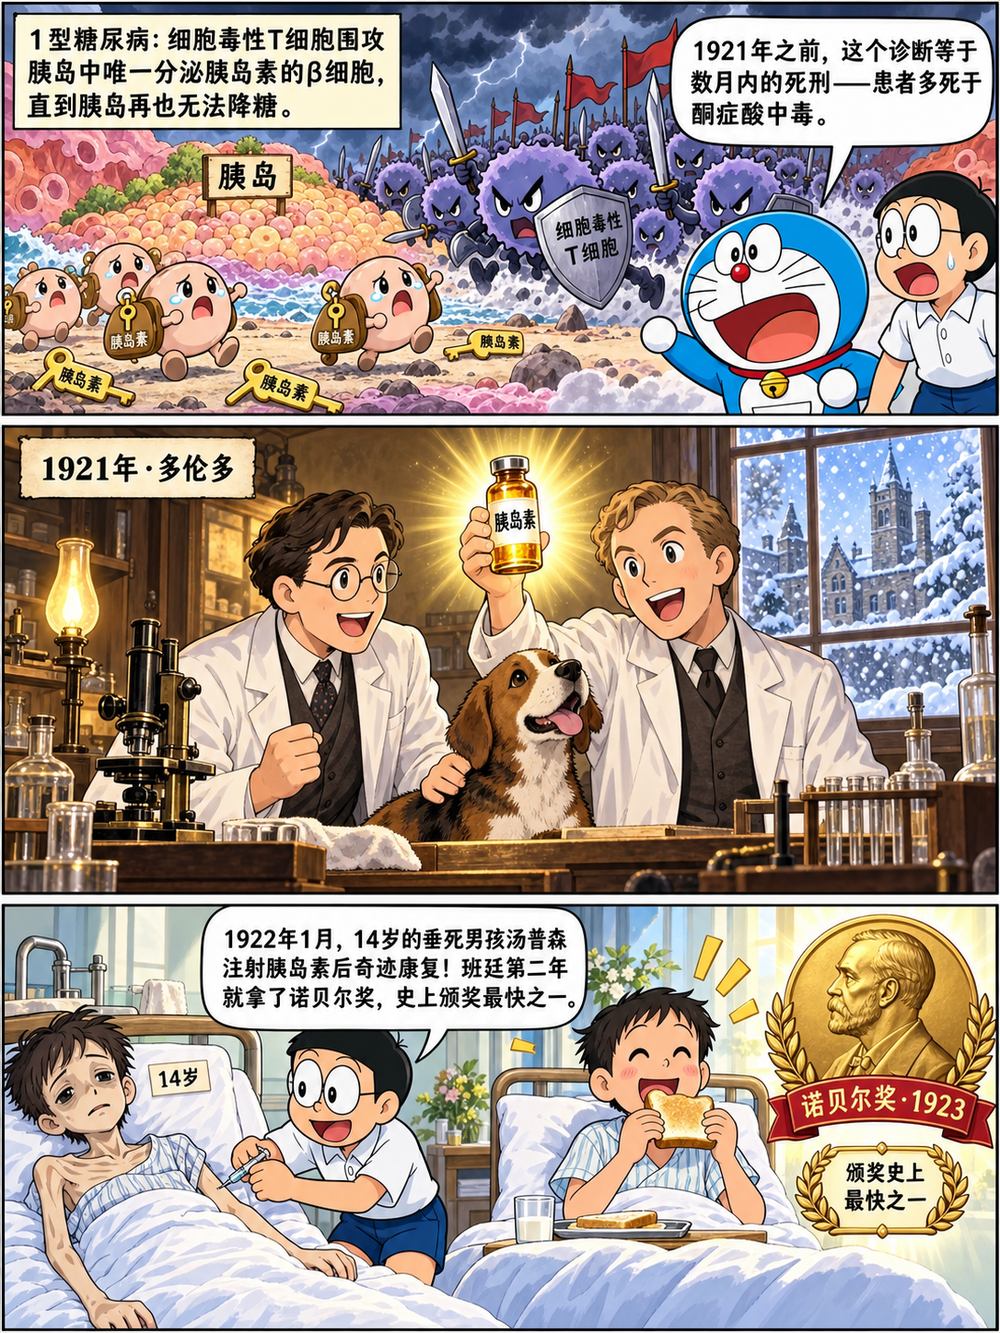 1型糖尿病：细胞毒性T细胞围攻
胰岛中唯一分泌胰岛素的β细胞，
直到胰岛再也无法降糖。
1921年之前，这个诊断等于
数月内的死刑——患者多死于
酮症酸中毒。
胰岛
细胞毒性
T细胞
胰岛素
胰岛素
胰岛素
胰岛素
胰岛素
1921年·多伦多
胰岛素
1922年1月，14岁的垂死男孩汤普森
注射胰岛素后奇迹康复！班廷第二年
就拿了诺贝尔奖，史上颁奖最快之一。
14岁
诺贝尔奖·1923
颁奖史上
最快之一